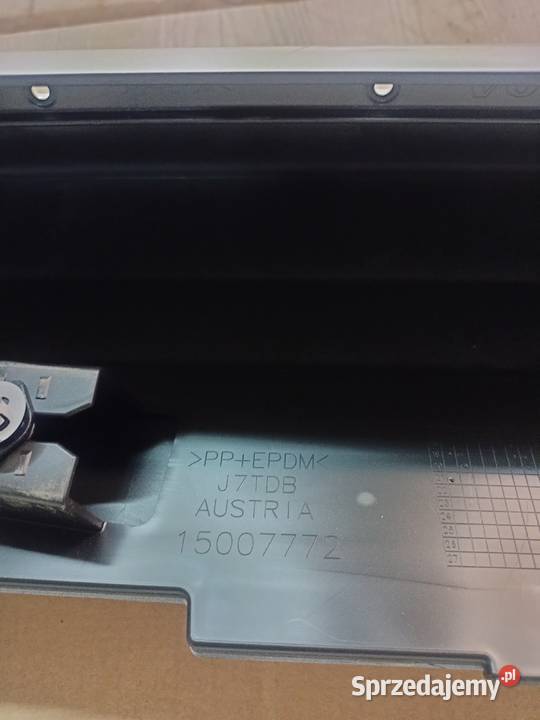 >PP+EPDM<
J7TDB
AUSTRIA
15007772
Sprzedajemy.pl